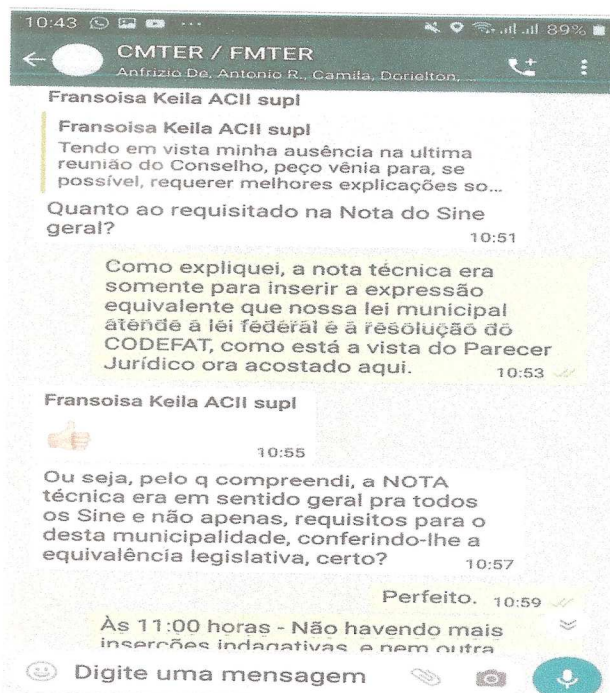 10:43 ... 89%
CMTER / FMTER
Anfrizio De, Antonio R., Camila, Dorielton, ...
Fransoisa Keila ACII supl
Fransoisa Keila ACII supl
Tendo em vista minha ausência na ultima
reunião do Conselho, peço vênia para, se
possível, requerer melhores explicações so...
Quanto ao requisitado na Nota do Sine
geral?
10:51
Como expliquei, a nota técnica era
somente para inserir a expressão
equivalente que nossa lei municipal
atende a lei federal e a resolução do
CODEFAT, como está a vista do Parecer
Jurídico ora acostado aqui.
10:53
Fransoisa Keila ACII supl
👍
10:55
Ou seja, pelo q compreendi, a NOTA
técnica era em sentido geral pra todos
os Sine e não apenas, requisitos para o
desta municipalidade, conferindo-lhe a
equivalência legislativa, certo?
10:57
Perfeito. 10:59
Às 11:00 horas - Não havendo mais
inserções indagativas, e nem outra
Digite uma mensagem